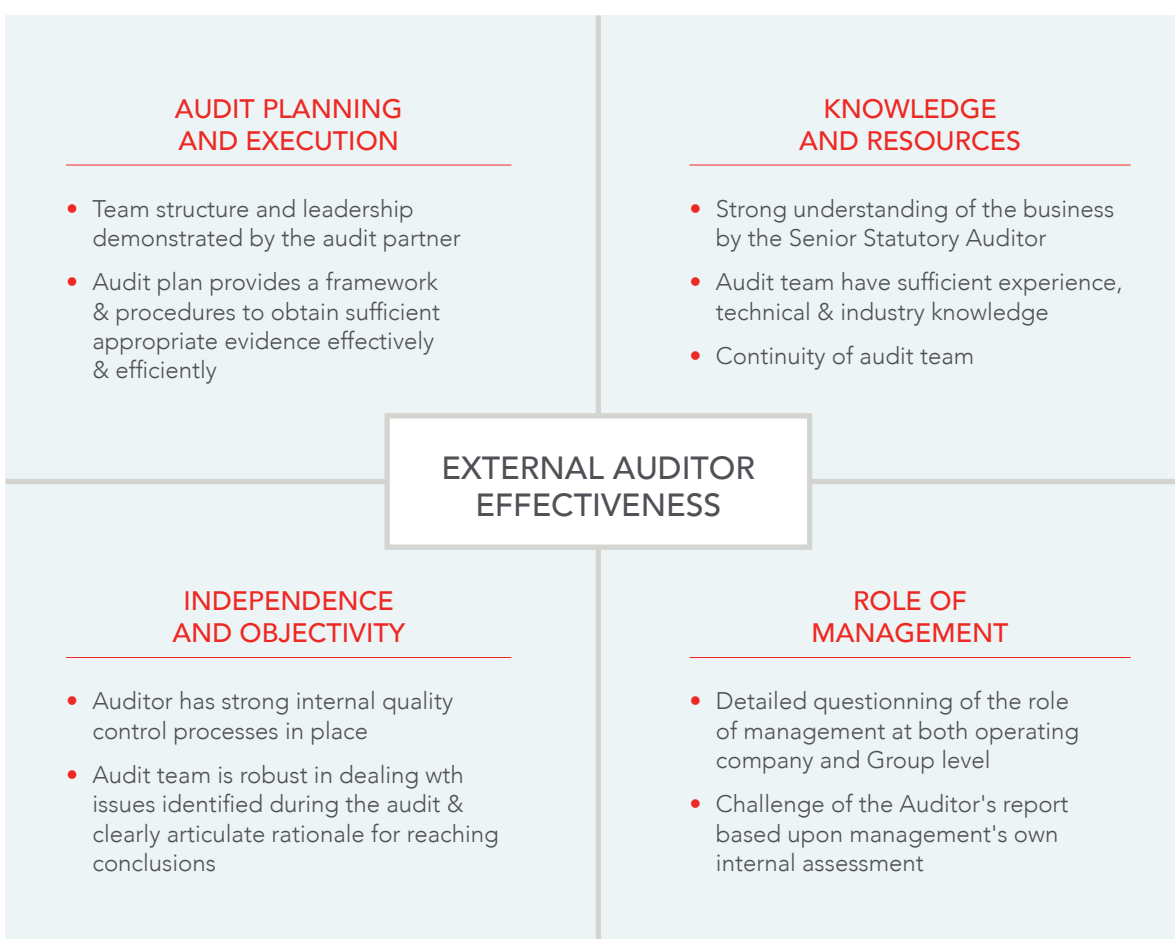 AUDIT PLANNING
AND EXECUTION
• Team structure and leadership
demonstrated by the audit partner
• Audit plan provides a framework
& procedures to obtain sufficient
appropriate evidence effectively
& efficiently
KNOWLEDGE
AND RESOURCES
• Strong understanding of the business
by the Senior Statutory Auditor
• Audit team have sufficient experience,
technical & industry knowledge
• Continuity of audit team
EXTERNAL AUDITOR
EFFECTIVENESS
INDEPENDENCE
AND OBJECTIVITY
• Auditor has strong internal quality
control processes in place
• Audit team is robust in dealing wth
issues identified during the audit &
clearly articulate rationale for reaching
conclusions
ROLE OF
MANAGEMENT
• Detailed questionning of the role
of management at both operating
company and Group level
• Challenge of the Auditor's report
based upon management's own
internal assessment